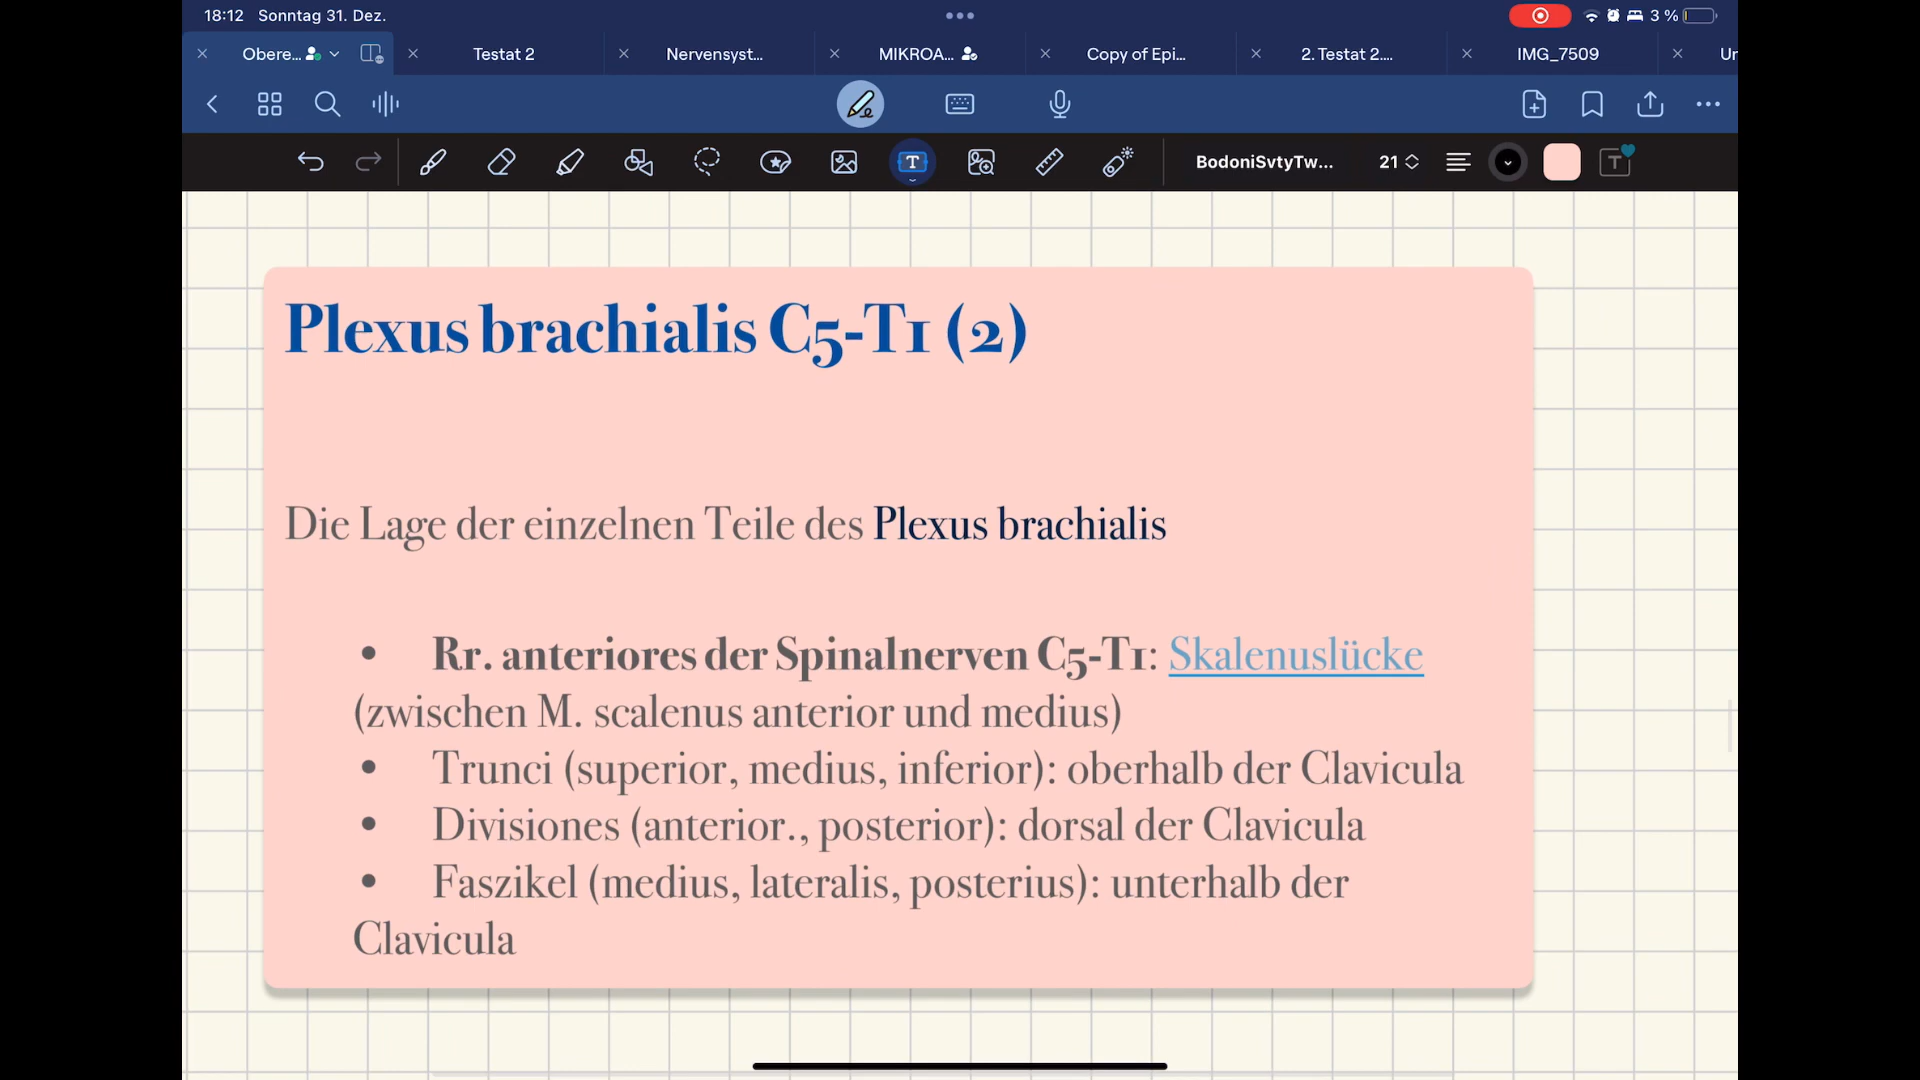 18:12 Sonntag 31. Dez.
3 %
Obere...
Testat 2
Nervensyst...
MIKROA...
Copy of Epi...
2. Testat 2....
IMG_7509
Ur
BodoniSvtyTw...
21
Plexus brachialis C5-T1 (2)
Die Lage der einzelnen Teile des Plexus brachialis
• Rr. anteriores der Spinalnerven C5-T1: Skalenuslücke
(zwischen M. scalenus anterior und medius)
• Trunci (superior, medius, inferior): oberhalb der Clavicula
• Divisiones (anterior., posterior): dorsal der Clavicula
• Faszikel (medius, lateralis, posterius): unterhalb der
Clavicula